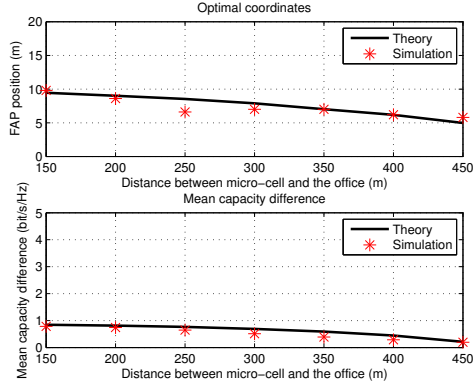 Optimal coordinates
FAP position (m)
20
15
10
5
0
Theory
Simulation
150 200 250 300 350 400 450
Distance between micro-cell and the office (m)
Mean capacity difference
Mean capacity difference (bit/s/Hz)
5
4
3
2
1
0
Theory
Simulation
150 200 250 300 350 400 450
Distance between micro-cell and the office (m)